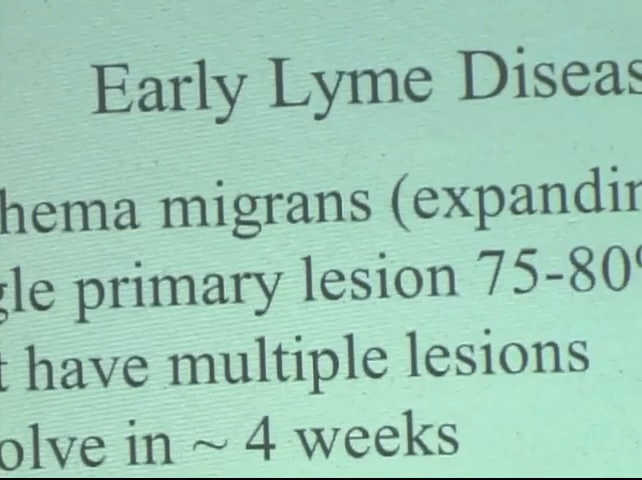 Early Lyme Diseas
hema migrans (expandin
gle primary lesion 75-80%
t have multiple lesions
olve in ~ 4 weeks